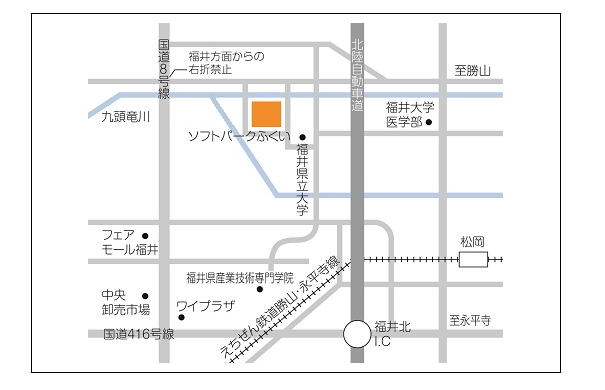 国道8号線
福井方面からの
右折禁止
北陸自動車道
至勝山
九頭竜川
福井大学
医学部
ソフトパークふくい
福井県立大学
フェア
モール福井
松岡
福井県産業技術専門学院
中央
卸売市場
ワイプラザ
えちぜん鉄道勝山・永平寺線
国道416号線
福井北
I.C
至永平寺